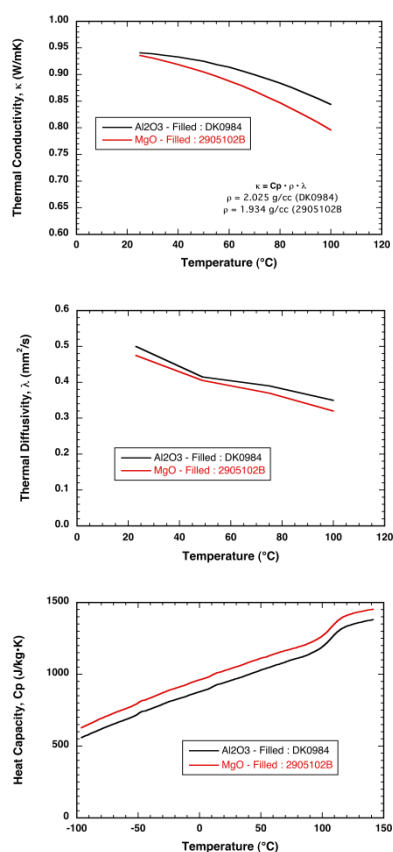 Thermal Conductivity, κ (W/mK)
1.00
0.95
0.90
0.85
0.80
0.75
0.70
0.65
0.60
Al2O3 - Filled : DK0984
MgO - Filled : 2905102B
κ = Cp · ρ · λ
ρ = 2.025 g/cc (DK0984)
ρ = 1.934 g/cc (2905102B
0 20 40 60 80 100 120
Temperature (°C)
Thermal Diffusivity, λ (mm²/s)
0.6
0.5
0.4
0.3
0.2
0.1
0.0
Al2O3 - Filled : DK0984
MgO - Filled : 2905102B
0 20 40 60 80 100 120
Temperature (°C)
Heat Capacity, Cp (J/kg·K)
1500
1000
500
0
Al2O3 - Filled : DK0984
MgO - Filled : 2905102B
-100 -50 0 50 100 150
Temperature (°C)